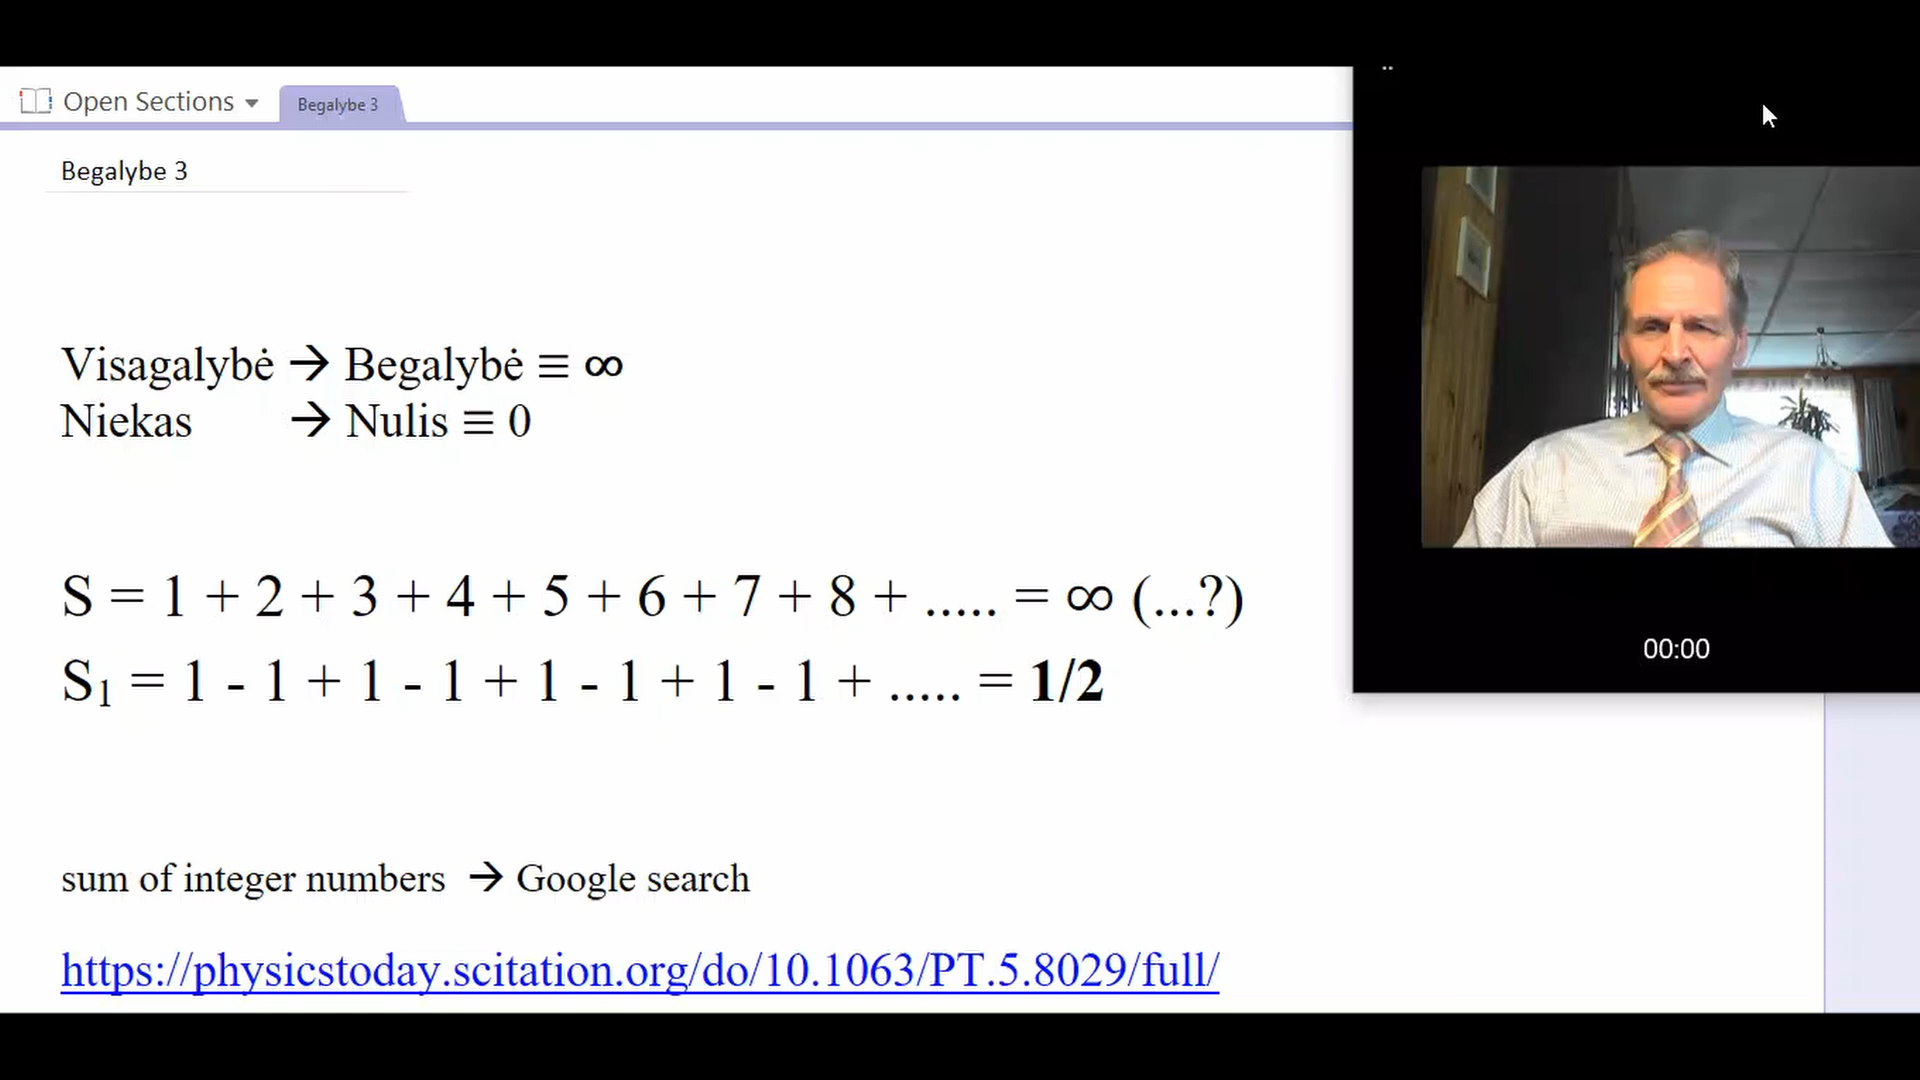 Open Sections
Begalybe 3
Begalybe 3
Visagalybė → Begalybė ≡ ∞
Niekas → Nulis ≡ 0
S = 1 + 2 + 3 + 4 + 5 + 6 + 7 + 8 + ..... = ∞ (...?)
S₁ = 1 - 1 + 1 - 1 + 1 - 1 + 1 - 1 + ..... = 1/2
sum of integer numbers → Google search
https://physicstoday.scitation.org/do/10.1063/PT.5.8029/full/
00:00